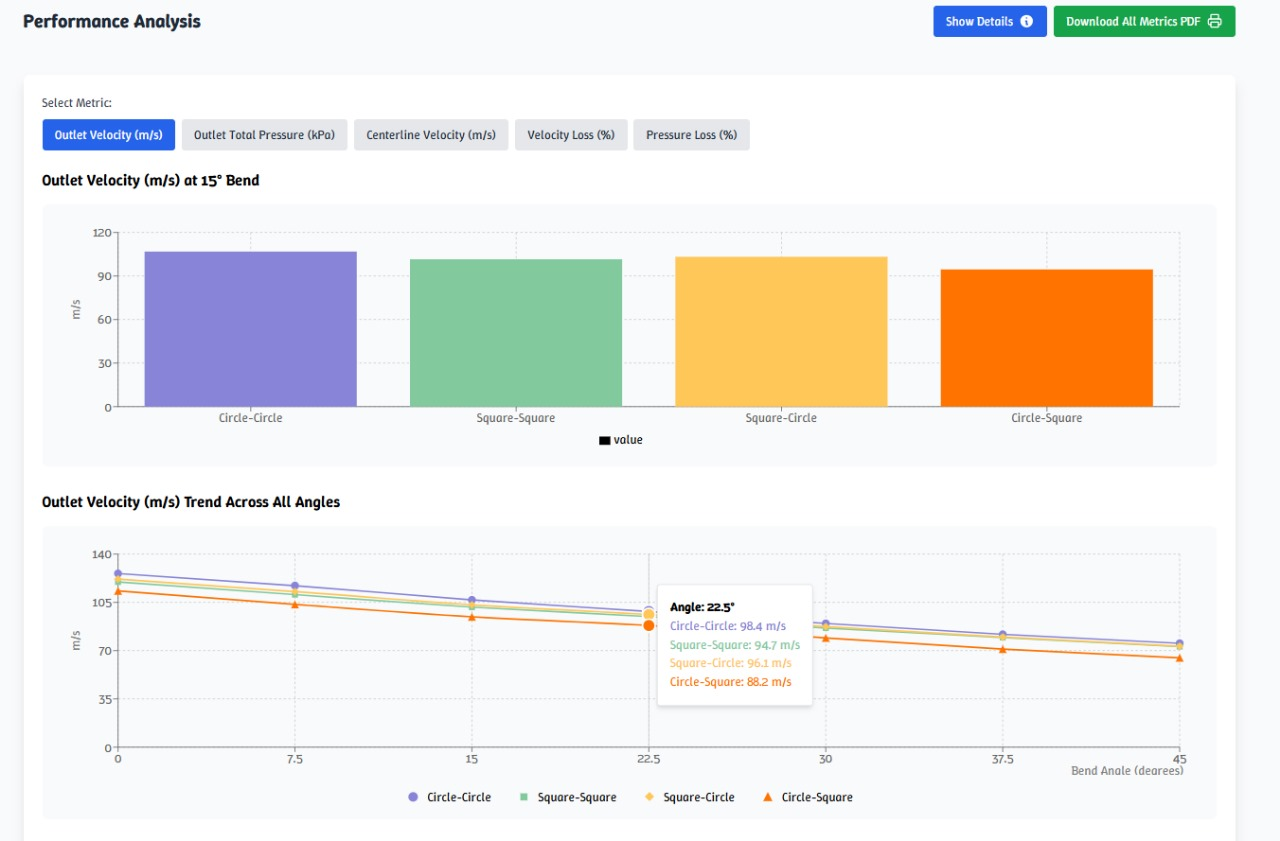 Performance Analysis
Show Details
Download All Metrics PDF
Select Metric:
Outlet Velocity (m/s)
Outlet Total Pressure (kPa)
Centerline Velocity (m/s)
Velocity Loss (%)
Pressure Loss (%)
Outlet Velocity (m/s) at 15° Bend
120
90
60
30
0
m/s
Circle-Circle
Square-Square
Square-Circle
Circle-Square
value
Outlet Velocity (m/s) Trend Across All Angles
140
105
70
35
0
m/s
Angle: 22.5°
Circle-Circle: 98.4 m/s
Square-Square: 94.7 m/s
Square-Circle: 96.1 m/s
Circle-Square: 88.2 m/s
0
7.5
15
22.5
30
37.5
45
Bend Angle (degrees)
Circle-Circle
Square-Square
Square-Circle
Circle-Square